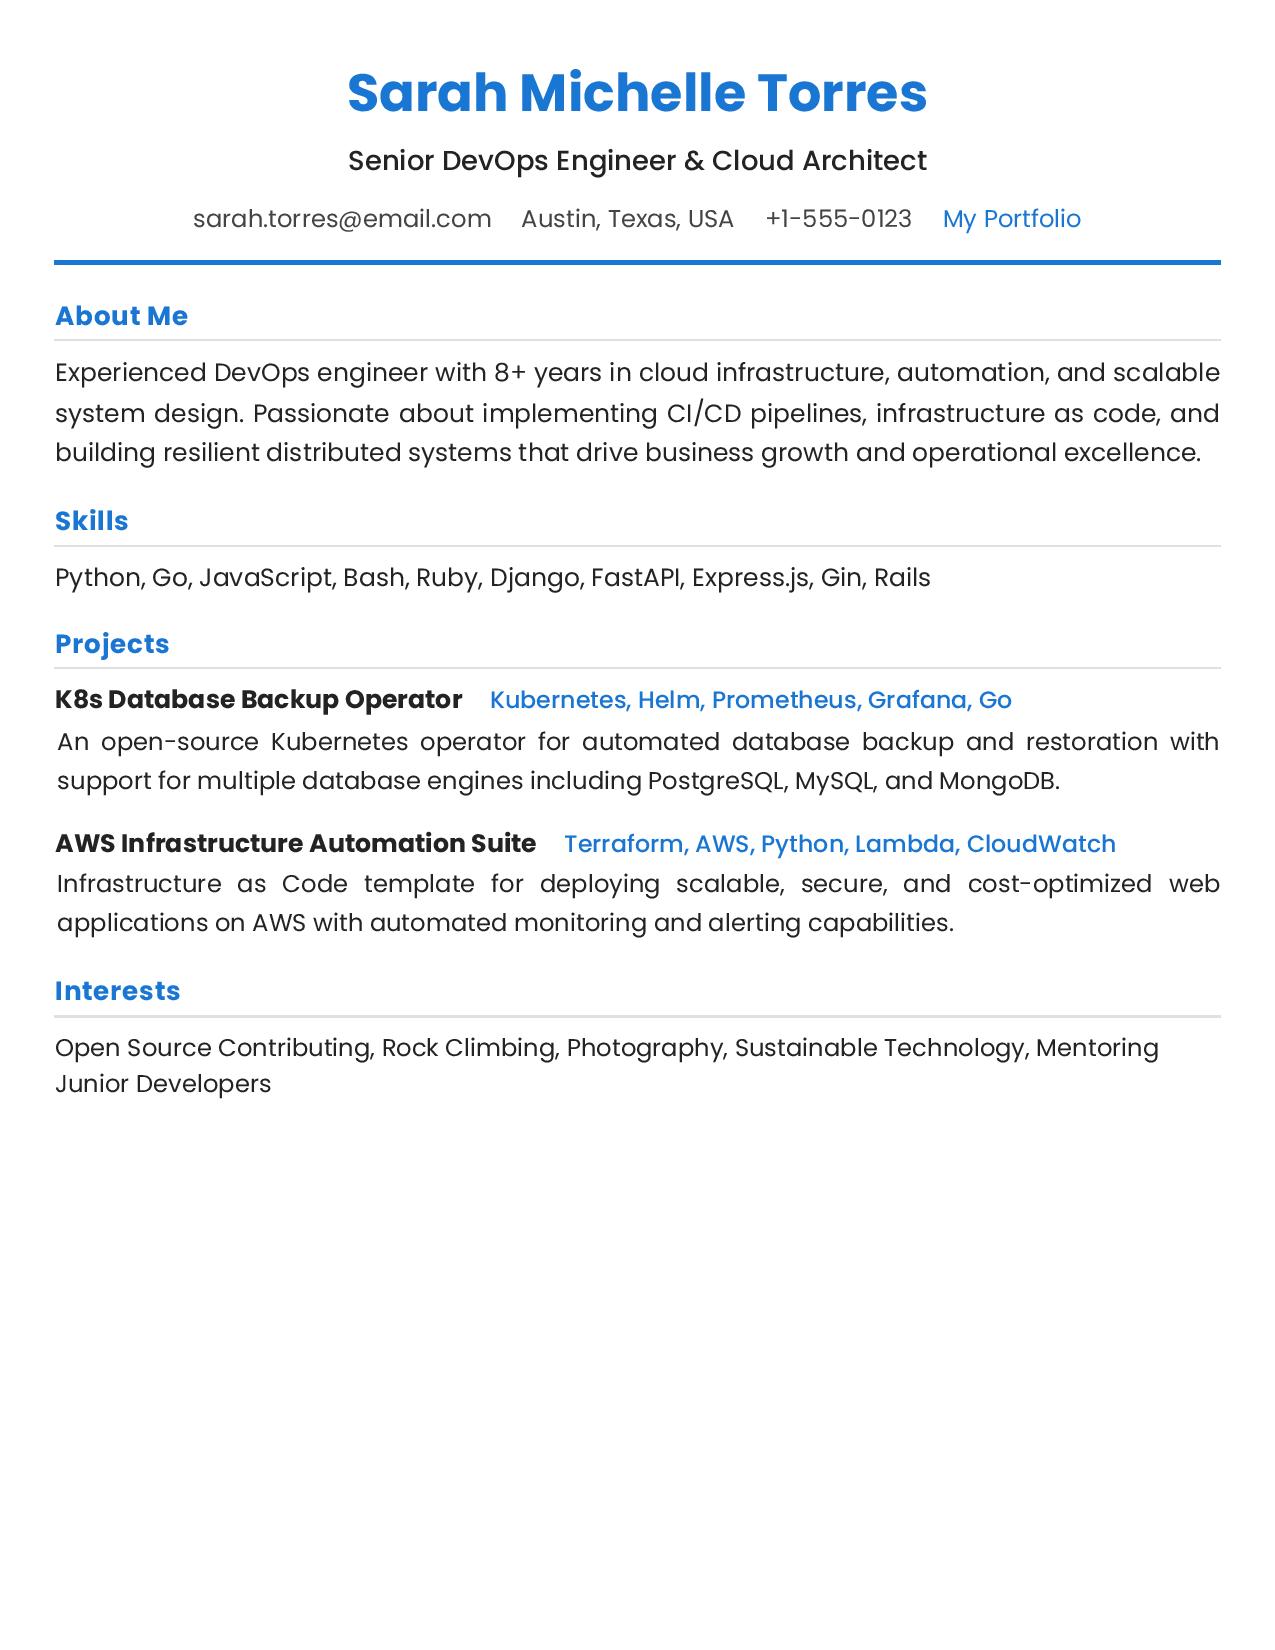 Sarah Michelle Torres
Senior DevOps Engineer & Cloud Architect
sarah.torres@email.com Austin, Texas, USA +1-555-0123 My Portfolio
About Me
Experienced DevOps engineer with 8+ years in cloud infrastructure, automation, and scalable
system design. Passionate about implementing CI/CD pipelines, infrastructure as code, and
building resilient distributed systems that drive business growth and operational excellence.
Skills
Python, Go, JavaScript, Bash, Ruby, Django, FastAPI, Express.js, Gin, Rails
Projects
K8s Database Backup Operator Kubernetes, Helm, Prometheus, Grafana, Go
An open-source Kubernetes operator for automated database backup and restoration with
support for multiple database engines including PostgreSQL, MySQL, and MongoDB.
AWS Infrastructure Automation Suite Terraform, AWS, Python, Lambda, CloudWatch
Infrastructure as Code template for deploying scalable, secure, and cost-optimized web
applications on AWS with automated monitoring and alerting capabilities.
Interests
Open Source Contributing, Rock Climbing, Photography, Sustainable Technology, Mentoring
Junior Developers